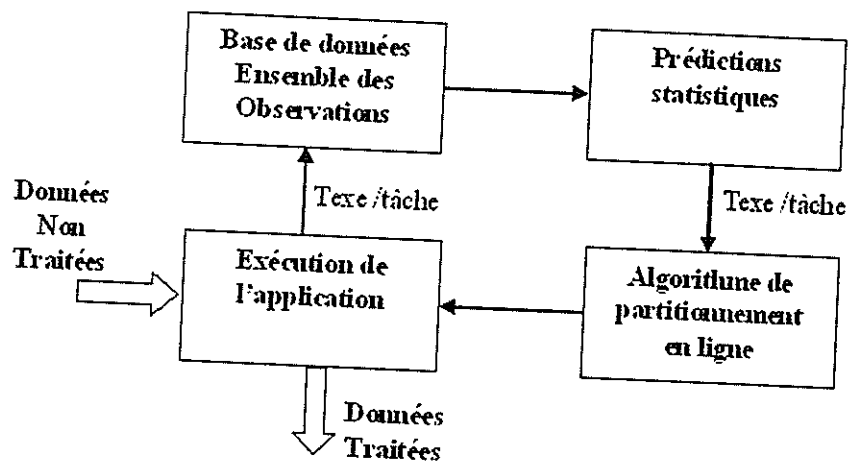 Base de données
Ensemble des
Observations
Prédictions
statistiques
Données
Non
Traitées
Texe /tâche
Texe /tâche
Exécution de
l'application
Algorithme de
partitionnement
en ligne
Données
Traitées